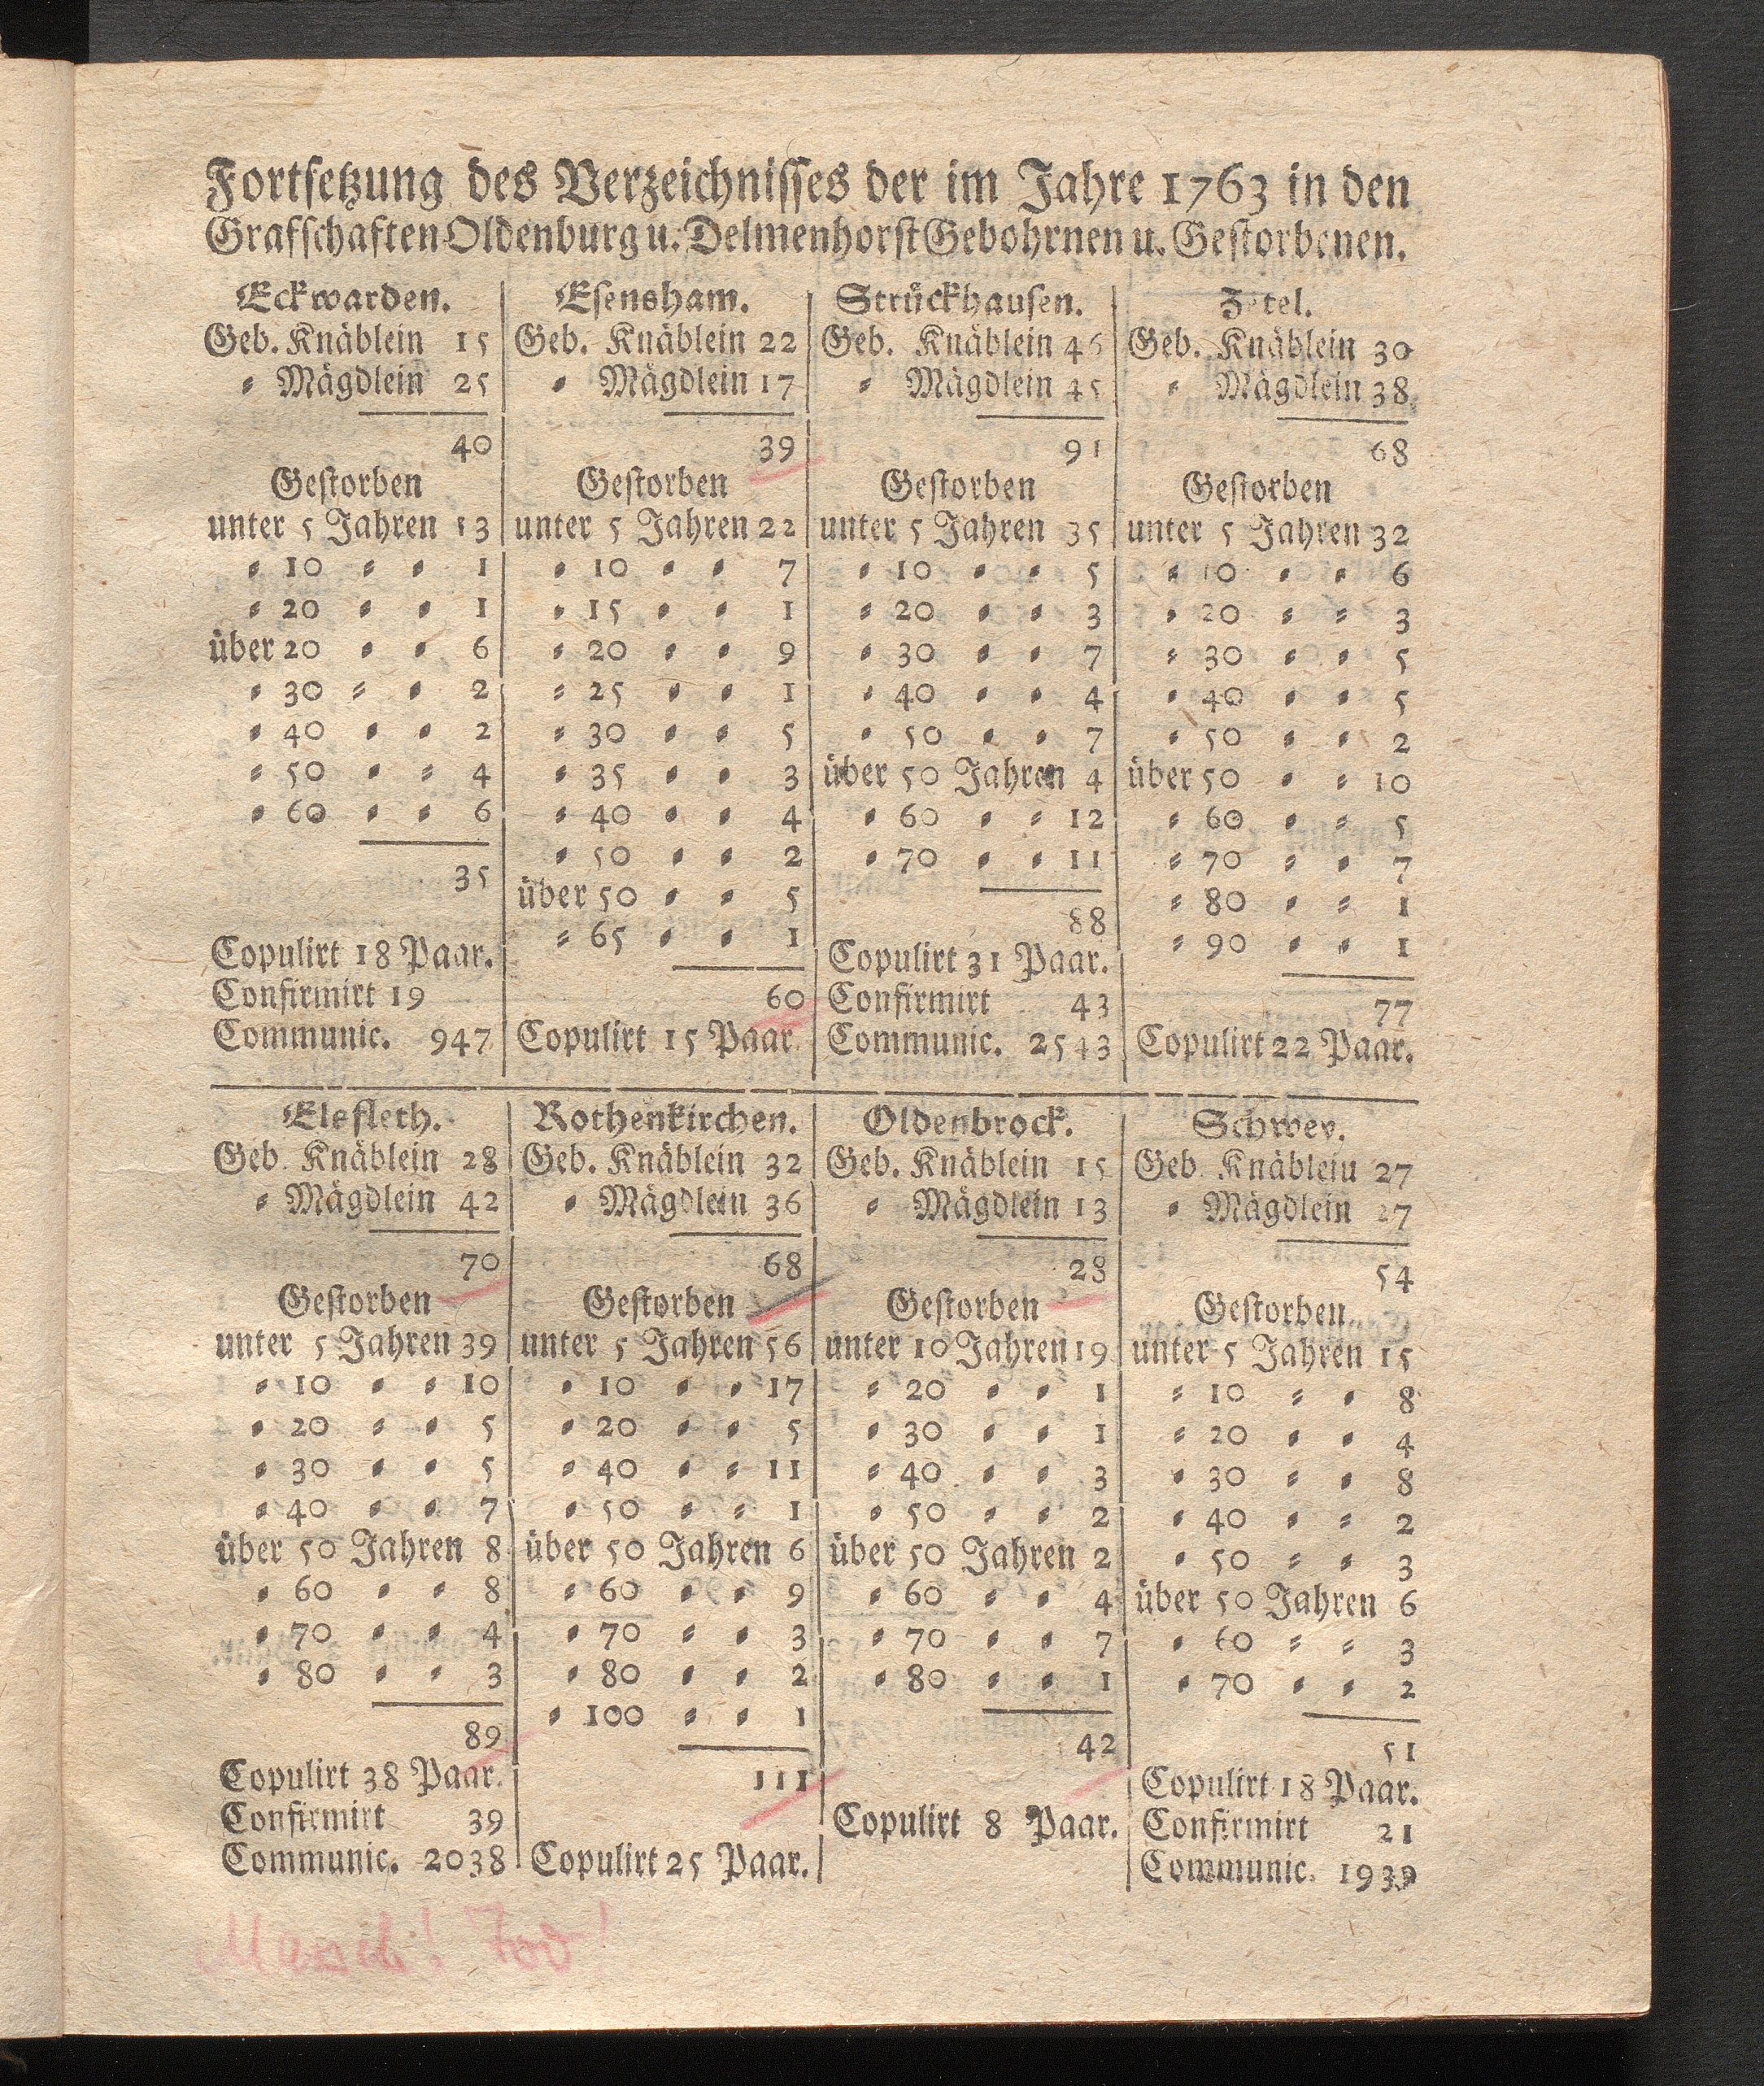 Fortsetzung des Verzeichnisses der im Jahre 1763 in den
Grafschaften Oldenburg u. Delmenhorst Gebohrnen u. Gestorbenen.
Eckwarden.
Geb. Knäblein 15
⸗ Mägdlein 25
40
Gestorben
unter 5 Jahren 13
⸗ 10 ⸗ ⸗ 1
⸗ 20 ⸗ ⸗ 1
über 20 ⸗ ⸗ 6
⸗ 30 ⸗ ⸗ 2
⸗ 40 ⸗ ⸗ 2
⸗ 50 ⸗ ⸗ 4
⸗ 60 ⸗ ⸗ 6
35
Copulirt 18 Paar.
Confirmirt 19
Communic. 947
Esensham.
Geb. Knäblein 22
⸗ Mägdlein 17
39
Gestorben
unter 5 Jahren 22
⸗ 10 ⸗ ⸗ 7
⸗ 15 ⸗ ⸗ 1
⸗ 20 ⸗ ⸗ 9
⸗ 25 ⸗ ⸗ 1
⸗ 30 ⸗ ⸗ 5
⸗ 35 ⸗ ⸗ 3
⸗ 40 ⸗ ⸗ 4
⸗ 50 ⸗ ⸗ 2
über 50 ⸗ ⸗ 5
⸗ 65 ⸗ ⸗ 1
60
Copulirt 15 Paar.
Strückhausen.
Geb. Knäblein 46
⸗ Mägdlein 45
91
Gestorben
unter 5 Jahren 35
⸗ 10 ⸗ ⸗ 5
⸗ 20 ⸗ ⸗ 3
⸗ 30 ⸗ ⸗ 7
⸗ 40 ⸗ ⸗ 4
⸗ 50 ⸗ ⸗ 7
über 50 Jahren 4
⸗ 60 ⸗ ⸗ 12
⸗ 70 ⸗ ⸗ 11
88
Copulirt 31 Paar.
Confirmirt 43
Communic. 2543
Zetel.
Geb. Knäblein 30
⸗ Mägdlein 38
68
Gestorben
unter 5 Jahren 32
⸗ 10 ⸗ ⸗ 6
⸗ 20 ⸗ ⸗ 3
⸗ 30 ⸗ ⸗ 5
⸗ 40 ⸗ ⸗ 5
⸗ 50 ⸗ ⸗ 2
über 50 ⸗ ⸗ 10
⸗ 60 ⸗ ⸗ 5
⸗ 70 ⸗ ⸗ 7
⸗ 80 ⸗ ⸗ 1
⸗ 90 ⸗ ⸗ 1
77
Copulirt 22 Paar.
Elsfleth.
Geb. Knäblein 28
⸗ Mägdlein 42
70
Gestorben
unter 5 Jahren 39
⸗ 10 ⸗ ⸗ 10
⸗ 20 ⸗ ⸗ 5
⸗ 30 ⸗ ⸗ 5
⸗ 40 ⸗ ⸗ 7
über 50 Jahren 8
⸗ 60 ⸗ ⸗ 8
⸗ 70 ⸗ ⸗ 4
⸗ 80 ⸗ ⸗ 3
89
Copulirt 38 Paar.
Confirmirt 39
Communic. 2038
Rothenkirchen.
Geb. Knäblein 32
⸗ Mägdlein 36
68
Gestorben
unter 5 Jahren 56
⸗ 10 ⸗ ⸗ 17
⸗ 20 ⸗ ⸗ 5
⸗ 40 ⸗ ⸗ 11
⸗ 50 ⸗ ⸗ 1
über 50 Jahren 6
⸗ 60 ⸗ ⸗ 9
⸗ 70 ⸗ ⸗ 3
⸗ 80 ⸗ ⸗ 2
⸗ 100 ⸗ ⸗ 1
111
Copulirt 25 Paar.
Oldenbrock.
Geb. Knäblein 15
⸗ Mägdlein 13
28
Gestorben
unter 10 Jahren 19
⸗ 20 ⸗ ⸗ 1
⸗ 30 ⸗ ⸗ 1
⸗ 40 ⸗ ⸗ 3
⸗ 50 ⸗ ⸗ 2
über 50 Jahren 2
⸗ 60 ⸗ ⸗ 4
⸗ 70 ⸗ ⸗ 7
⸗ 80 ⸗ ⸗ 1
42
Copulirt 8 Paar.
Schwey.
Geb. Knäbleiu 27
⸗ Mägdlein 27
54
Gestorben
unter 5 Jahren 15
⸗ 10 ⸗ ⸗ 8
⸗ 20 ⸗ ⸗ 4
⸗ 30 ⸗ ⸗ 8
⸗ 40 ⸗ ⸗ 2
⸗ 50 ⸗ ⸗ 3
über 50 Jahren 6
⸗ 60 ⸗ ⸗ 3
⸗ 70 ⸗ ⸗ 2
51
Copulirt 18 Paar.
Confirmirt 21
Communic. 1939
Marsch! Tod!